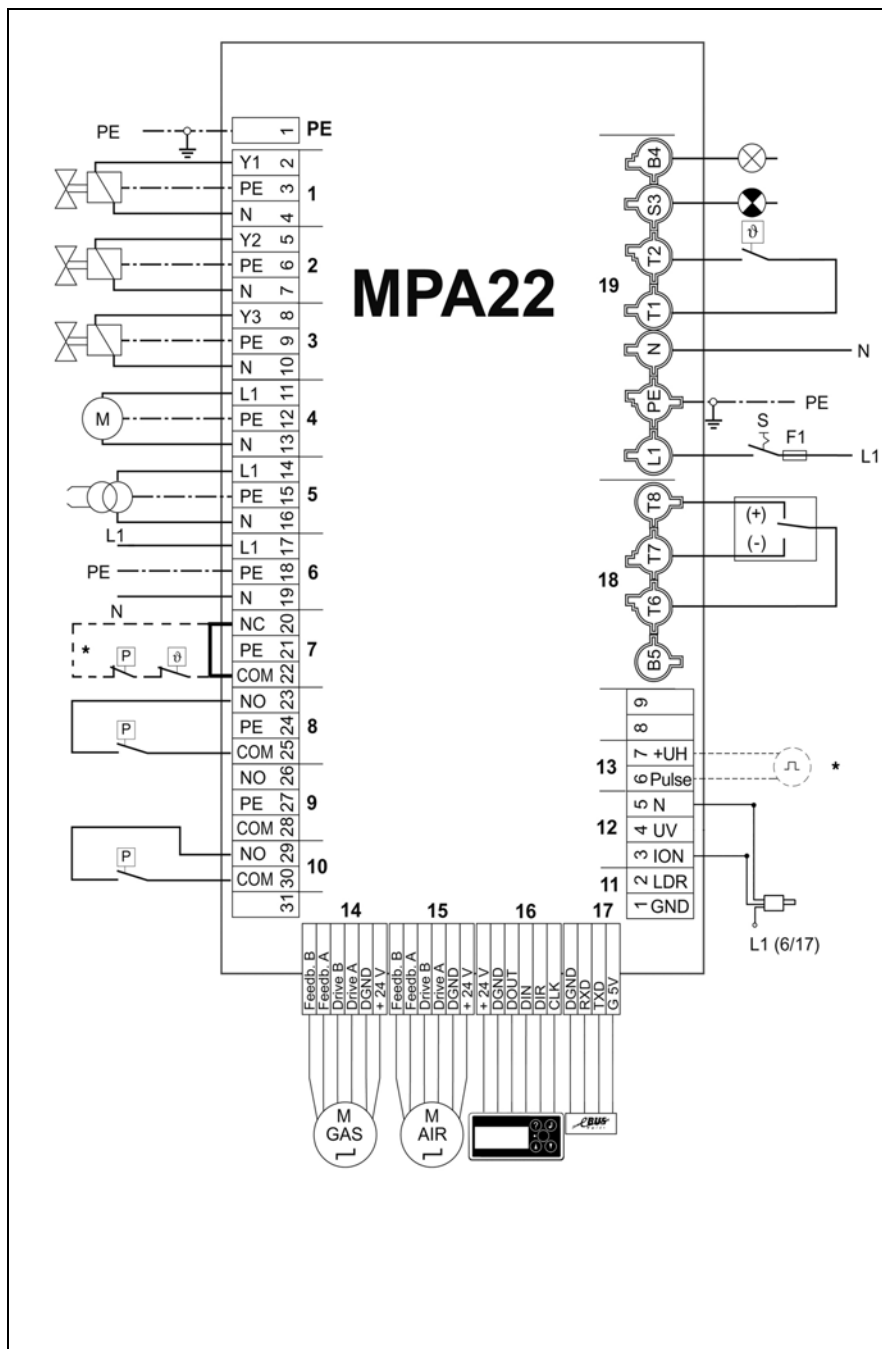 MPA22
PE 1 PE
Y1 2
PE 3 1
N 4
Y2 5
PE 6 2
N 7
Y3 8
PE 9 3
N 10
L1 11
M PE 12 4
N 13
L1 14
PE 15 5
N 16
L1 L1 17
PE PE 18 6
N 19
N
NC 20
* P ϑ PE 21 7
COM 22
NO 23
P PE 24 8
COM 25
NO 26
PE 27 9
COM 28
NO 29
P COM 30 10
31
B4
S3
ϑ
T2
19
T1
N N
PE PE
S F1
L1 L1
T8
(+)
(-)
T7
18
T6
B5
9
8
7 +UH
13 *
6 Pulse
5 N
12 4 UV
3 ION
11 2 LDR
1 GND
L1 (6/17)
14 15 16 17
Feedb. B
Feedb. A
Drive B
Drive A
DGND
+ 24 V
Feedb. B
Feedb. A
Drive B
Drive A
DGND
+ 24 V
+ 24 V
DGND
DOUT
DIN
DIR
CLK
DGND
RXD
TXD
G 5V
M
GAS
M
AIR
?
eBUS